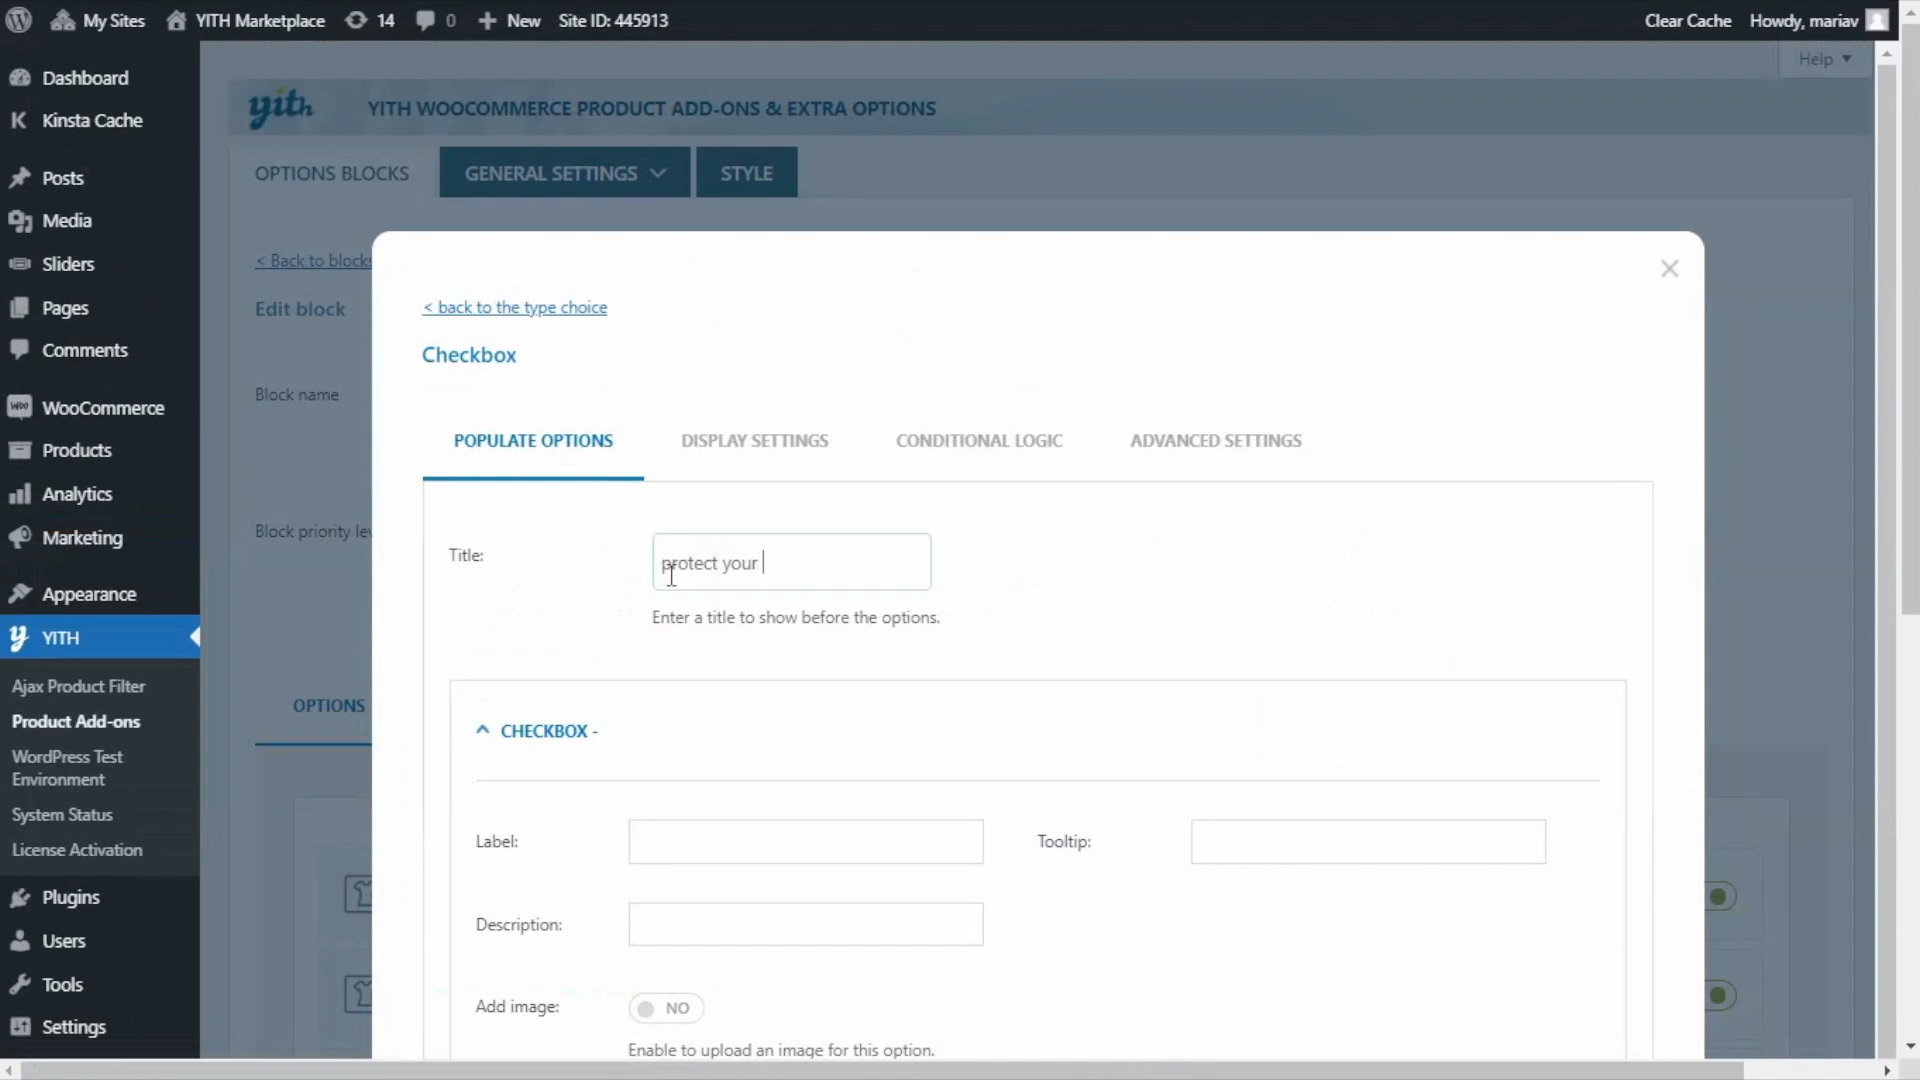 My Sites
YITH Marketplace
14
0
New
Site ID: 445913
Clear Cache
Howdy, mariav
Dashboard
Kinsta Cache
Posts
Media
Sliders
Pages
Comments
WooCommerce
Products
Analytics
Marketing
Appearance
YITH
Ajax Product Filter
Product Add-ons
WordPress Test
Environment
System Status
License Activation
Plugins
Users
Tools
Settings
Help
yith
YITH WOOCOMMERCE PRODUCT ADD-ONS & EXTRA OPTIONS
OPTIONS BLOCKS
GENERAL SETTINGS
STYLE
< Back to blocks
Edit block
Block name
Block priority lev
OPTIONS
< back to the type choice
Checkbox
POPULATE OPTIONS
DISPLAY SETTINGS
CONDITIONAL LOGIC
ADVANCED SETTINGS
Title:
protect your
Enter a title to show before the options.
CHECKBOX -
Label:
Tooltip:
Description:
Add image:
NO
Enable to upload an image for this option.